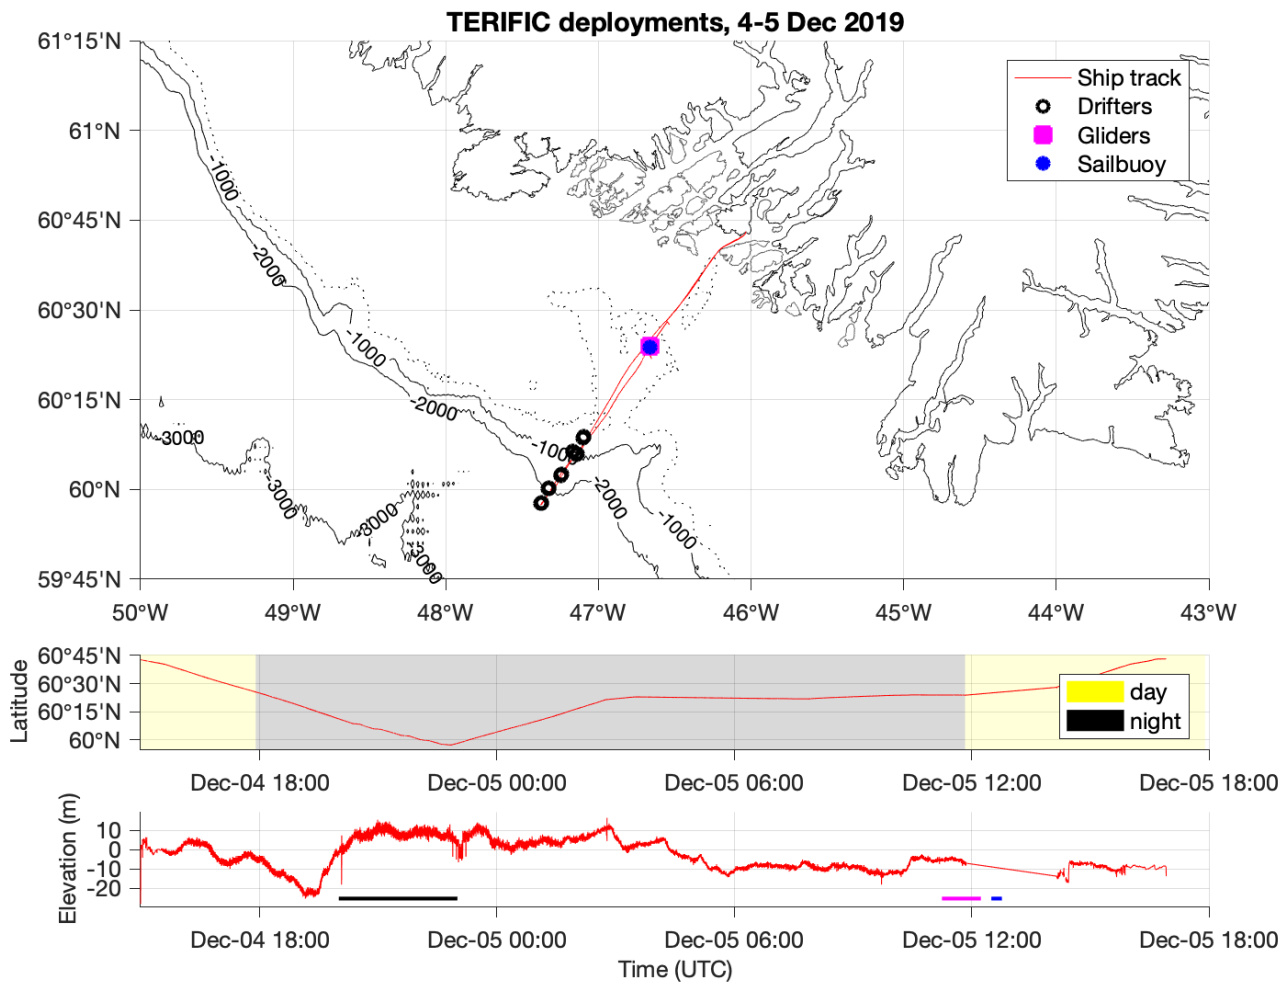 TERIFIC deployments, 4-5 Dec 2019
61°15'N
61°N
60°45'N
60°30'N
60°15'N
60°N
59°45'N
50°W 49°W 48°W 47°W 46°W 45°W 44°W 43°W
Ship track
Drifters
Gliders
Sailbuoy
-1000
-2000
-1000
-2000
-1000
-3000
-3000
-3000
-3000
-2000
-1000
Latitude
60°45'N
60°30'N
60°15'N
60°N
day
night
Dec-04 18:00 Dec-05 00:00 Dec-05 06:00 Dec-05 12:00 Dec-05 18:00
Elevation (m)
10
0
-10
-20
Dec-04 18:00 Dec-05 00:00 Dec-05 06:00 Dec-05 12:00 Dec-05 18:00
Time (UTC)